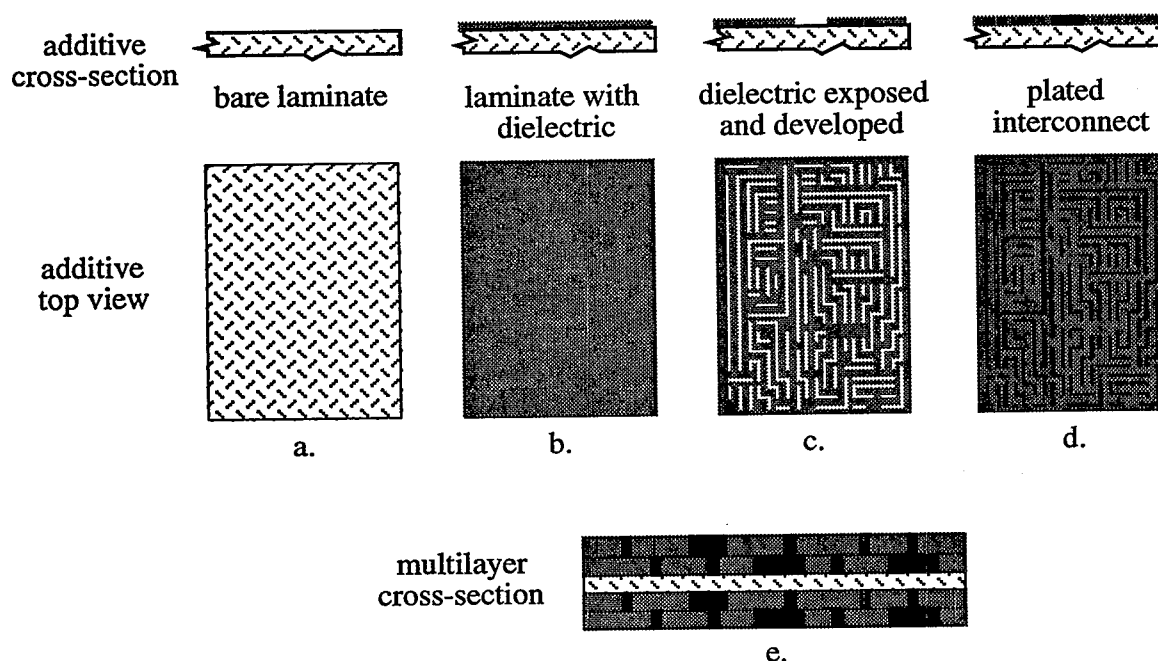 additive
cross-section
bare laminate
laminate with
dielectric
dielectric exposed
and developed
plated
interconnect
additive
top view
a.
b.
c.
d.
multilayer
cross-section
e.